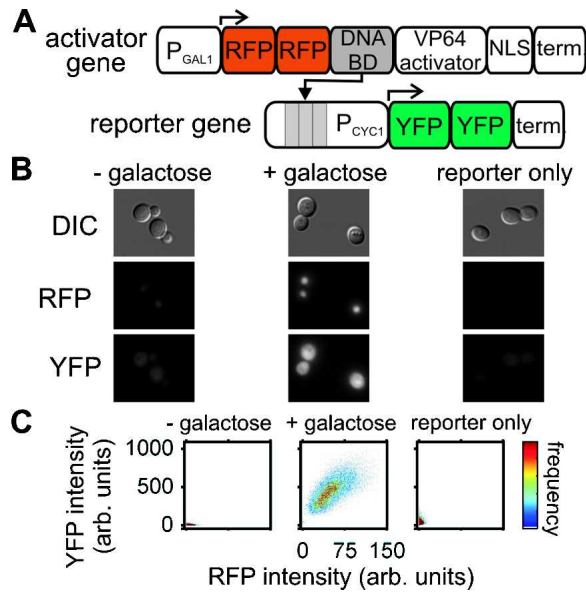 A
activator gene
P GAL1 RFP RFP DNA BD VP64 activator NLS term.
reporter gene
P CYC1 YFP YFP term.
B
- galactose + galactose reporter only
DIC
RFP
YFP
C
- galactose + galactose reporter only
YFP intensity (arb. units)
1000
500
0
0 75 150
RFP intensity (arb. units)
frequency